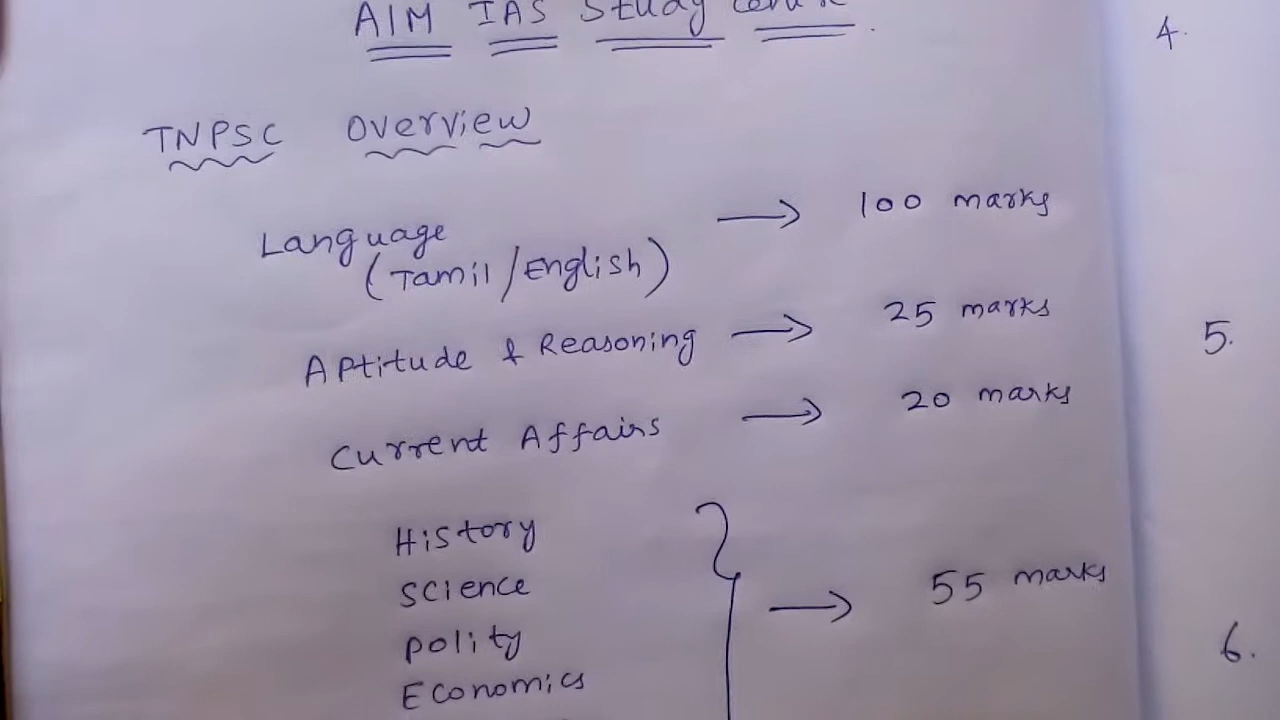 AIM IAS Study Centre.
TNPSC Overview
Language → 100 marks
(Tamil/English)
Aptitude & Reasoning → 25 marks
Current Affairs → 20 marks
History
Science
Polity
Economics
} → 55 marks
4.
5.
6.